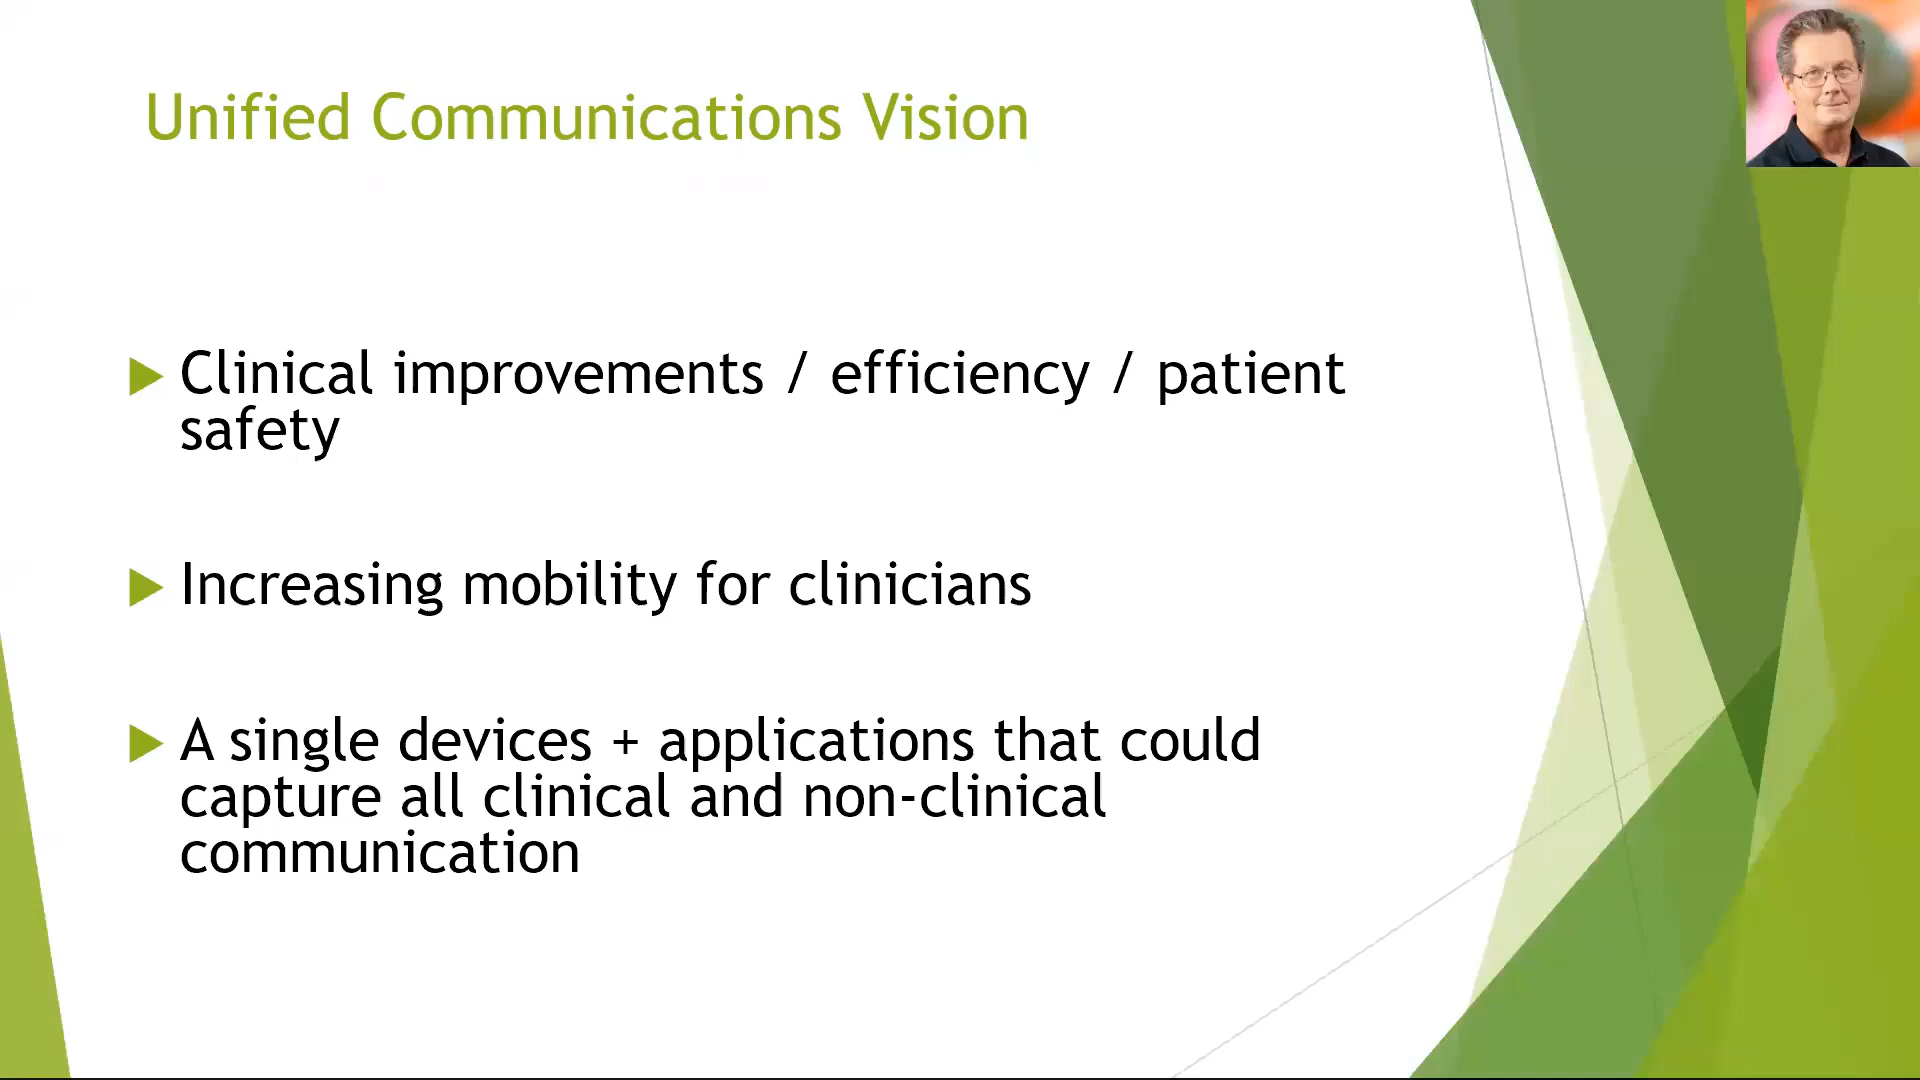 Unified Communications Vision
Clinical improvements / efficiency / patient
safety
Increasing mobility for clinicians
A single devices + applications that could
capture all clinical and non-clinical
communication